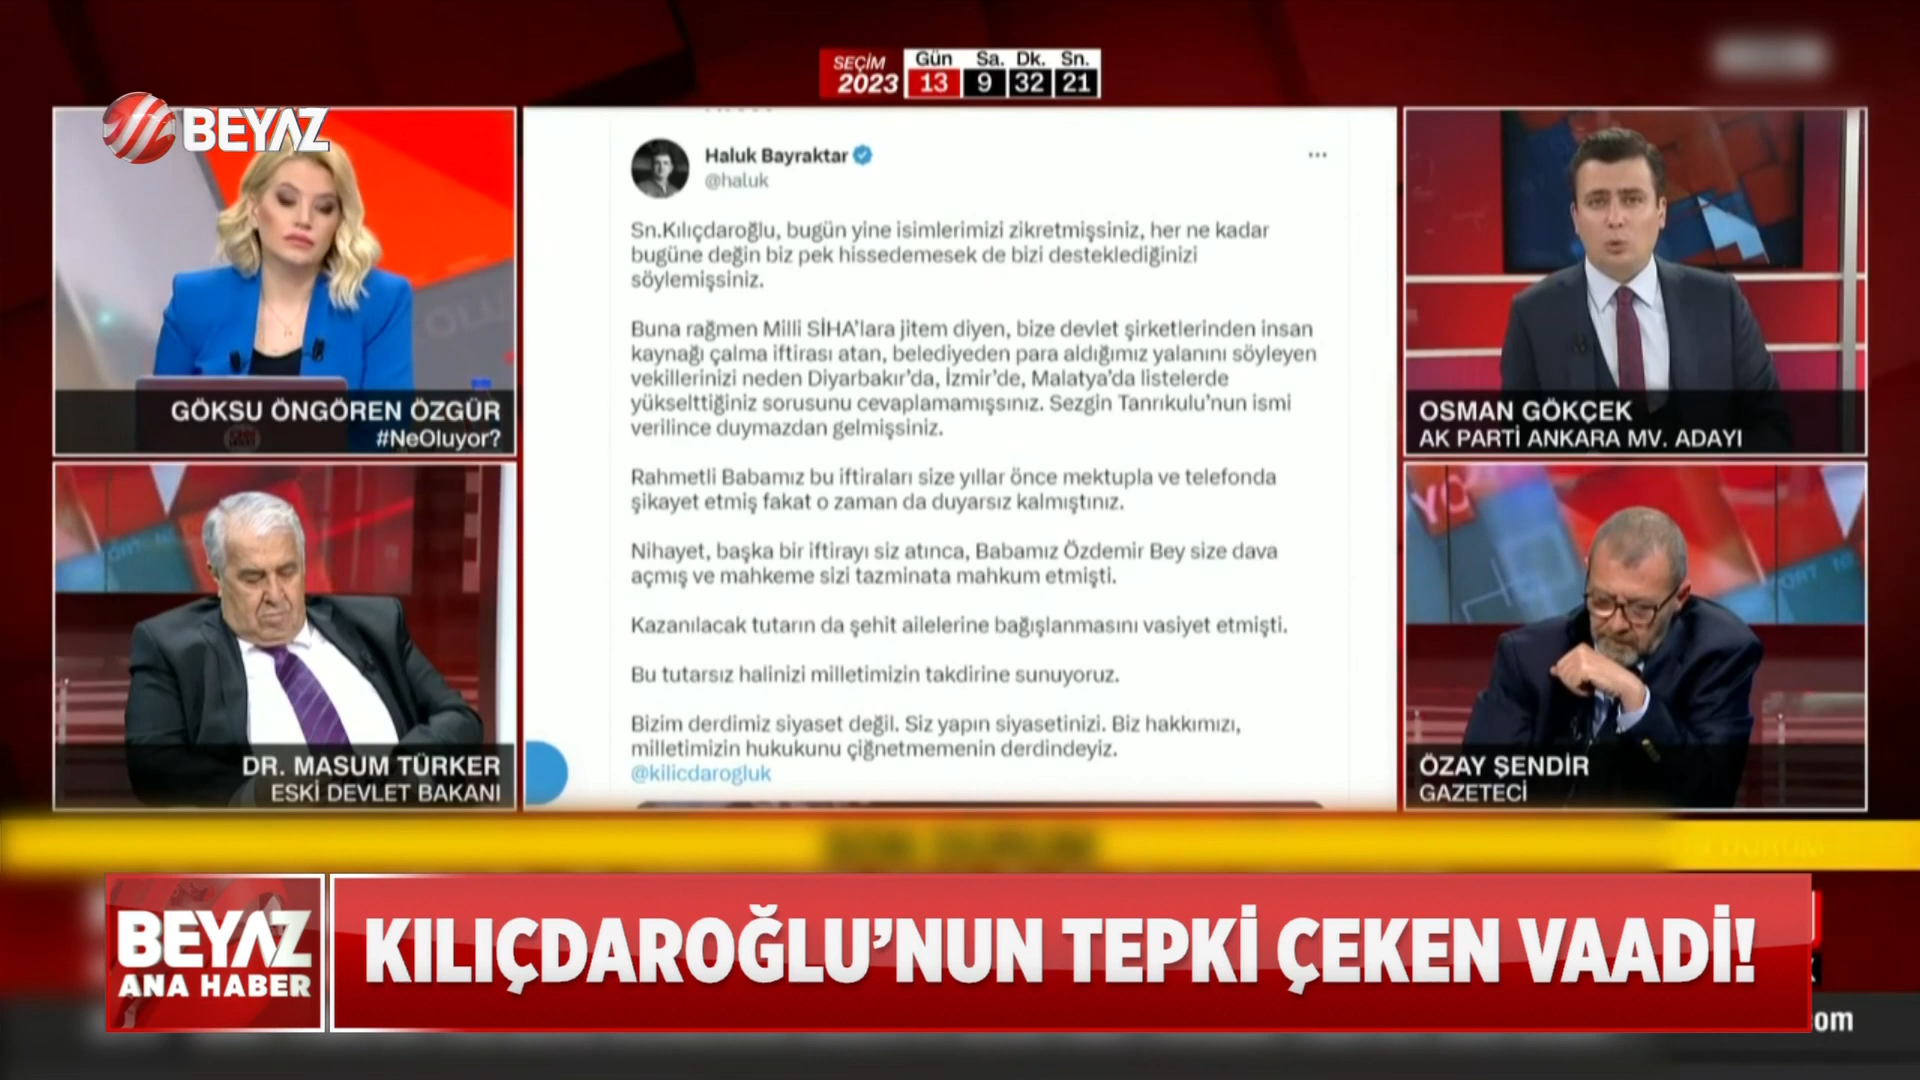 SEÇİM
2023
Gün Sa. Dk. Sn.
13 9 32 21
BEYAZ
GÖKSU ÖNGÖREN ÖZGÜR
#NeOluyor?
DR. MASUM TÜRKER
ESKİ DEVLET BAKANI
Haluk Bayraktar
@haluk
Sn.Kılıçdaroğlu, bugün yine isimlerimizi zikretmişsiniz, her ne kadar
bugüne değin biz pek hissedemesek de bizi desteklediğinizi
söylemişsiniz.
Buna rağmen Milli SİHA'lara jitem diyen, bize devlet şirketlerinden insan
kaynağı çalma iftirası atan, belediyeden para aldığımız yalanını söyleyen
vekillerinizi neden Diyarbakır'da, İzmir'de, Malatya'da listelerde
yükselttiğiniz sorusunu cevaplamamışsınız. Sezgin Tanrıkulu'nun ismi
verilince duymazdan gelmişsiniz.
Rahmetli Babamız bu iftiraları size yıllar önce mektupla ve telefonda
şikayet etmiş fakat o zaman da duyarsız kalmıştınız.
Nihayet, başka bir iftirayı siz atınca, Babamız Özdemir Bey size dava
açmış ve mahkeme sizi tazminata mahkum etmişti.
Kazanılacak tutarın da şehit ailelerine bağışlanmasını vasiyet etmişti.
Bu tutarsız halinizi milletimizin takdirine sunuyoruz.
Bizim derdimiz siyaset değil. Siz yapın siyasetinizi. Biz hakkımızı,
milletimizin hukukunu çiğnetmemenin derdindeyiz.
@kilicdarogluk
OSMAN GÖKÇEK
AK PARTİ ANKARA MV. ADAYI
ÖZAY ŞENDİR
GAZETECİ
BEYAZ
ANA HABER
KILIÇDAROĞLU'NUN TEPKİ ÇEKEN VAADİ!
om